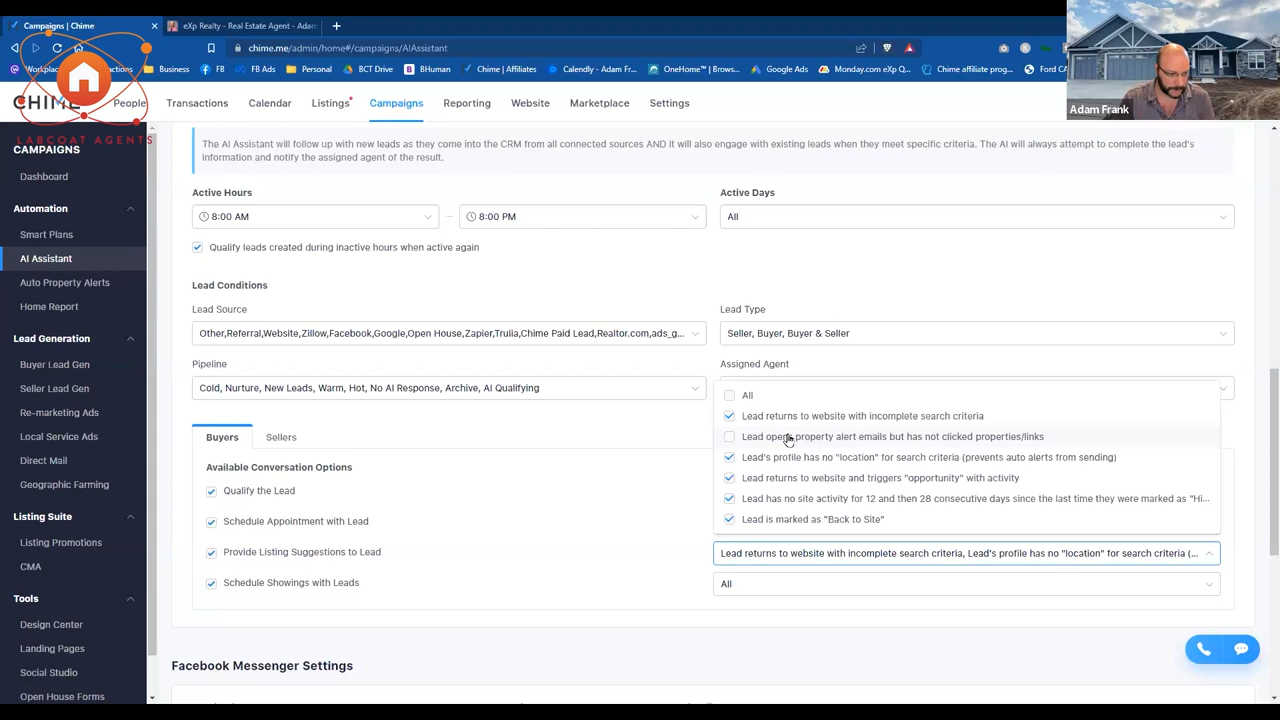 Campaigns | Chime
eXp Realty - Real Estate Agent - Adam
chime.me/admin/home#/campaigns/AIAssistant
Business
FB
FB Ads
Personal
BCT Drive
BHuman
Chime | Affiliates
Calendly - Adam Fr...
OneHome™ | Brows...
Google Ads
Monday.com eXp Q...
Chime affiliate prog...
Ford CA
Adam Frank
CHIME
People
Transactions
Calendar
Listings
Campaigns
Reporting
Website
Marketplace
Settings
LABCOAT AGENTS
CAMPAIGNS
Dashboard
Automation
Smart Plans
AI Assistant
Auto Property Alerts
Home Report
Lead Generation
Buyer Lead Gen
Seller Lead Gen
Re-marketing Ads
Local Service Ads
Direct Mail
Geographic Farming
Listing Suite
Listing Promotions
CMA
Tools
Design Center
Landing Pages
Social Studio
Open House Forms
The AI Assistant will follow up with new leads as they come into the CRM from all connected sources AND it will also engage with existing leads when they meet specific criteria. The AI will always attempt to complete the lead's
information and notify the assigned agent of the result.
Active Hours
Active Days
8:00 AM
8:00 PM
All
Qualify leads created during inactive hours when active again
Lead Conditions
Lead Source
Lead Type
Other,Referral,Website,Zillow,Facebook,Google,Open House,Zapier,Trulia,Chime Paid Lead,Realtor.com,ads_g...
Seller, Buyer, Buyer & Seller
Pipeline
Assigned Agent
Cold, Nurture, New Leads, Warm, Hot, No AI Response, Archive, AI Qualifying
All
Lead returns to website with incomplete search criteria
Lead opens property alert emails but has not clicked properties/links
Lead's profile has no "location" for search criteria (prevents auto alerts from sending)
Lead returns to website and triggers "opportunity" with activity
Lead has no site activity for 12 and then 28 consecutive days since the last time they were marked as "Hi...
Lead is marked as "Back to Site"
Buyers
Sellers
Available Conversation Options
Qualify the Lead
Schedule Appointment with Lead
Provide Listing Suggestions to Lead
Lead returns to website with incomplete search criteria, Lead's profile has no "location" for search criteria (...
Schedule Showings with Leads
All
Facebook Messenger Settings